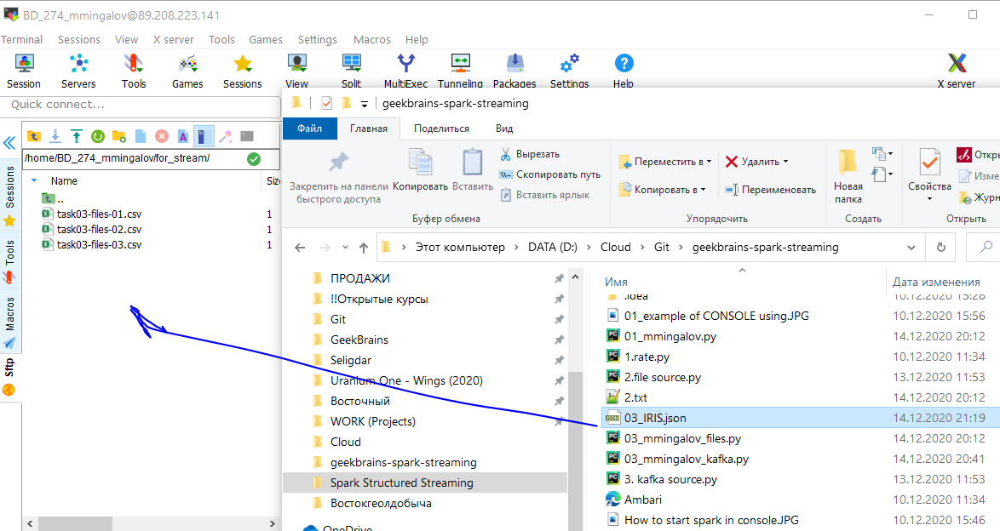 BD_274_mmingalov@89.208.223.141
Terminal Sessions View X server Tools Games Settings Macros Help
Session Servers Tools Games Sessions View Split MultiExec Tunneling Packages Settings Help X server
Quick connect...
/home/BD_274_mmingalov/for_stream/
Name Siz
..
task03-files-01.csv 1
task03-files-02.csv 1
task03-files-03.csv 1
Sessions
Tools
Macros
Sftp
geekbrains-spark-streaming
Файл Главная Поделиться Вид
Закрепить на панели
быстрого доступа
Копировать
Вставить
Вырезать
Скопировать путь
Вставить ярлык
Буфер обмена
Переместить в
Копировать в
Удалить
Переименовать
Упорядочить
Новая
папка
Создать
Свойства
Откры
Изме
Журн
Открыть
Этот компьютер > DATA (D:) > Cloud > Git > geekbrains-spark-streaming
ПРОДАЖИ
!!Открытые курсы
Git
GeekBrains
Seligdar
Uranium One - Wings (2020)
Восточный
WORK (Projects)
Cloud
geekbrains-spark-streaming
Spark Structured Streaming
Востокгеолдобыча
OneDrive
Имя Дата изменения
.idea 10.12.2020 15:28
01_example of CONSOLE using.JPG 10.12.2020 15:56
01_mmingalov.py 14.12.2020 20:12
1.rate.py 10.12.2020 11:34
2.file source.py 13.12.2020 11:53
2.txt 14.12.2020 20:12
03_IRIS.json 14.12.2020 21:19
03_mmingalov_files.py 14.12.2020 20:12
03_mmingalov_kafka.py 14.12.2020 20:41
3. kafka source.py 13.12.2020 11:53
Ambari 10.12.2020 11:34
How to start spark in console.JPG 10.12.2020 15:46